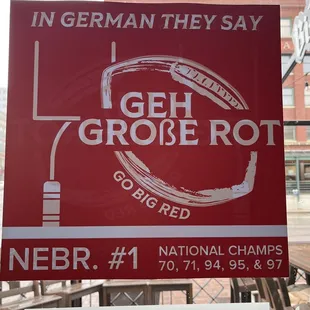 IN GERMAN THEY SAY
GEH
GROßE ROT
GO BIG RED
NEBR. #1
NATIONAL CHAMPS
70, 71, 94, 95, & 97